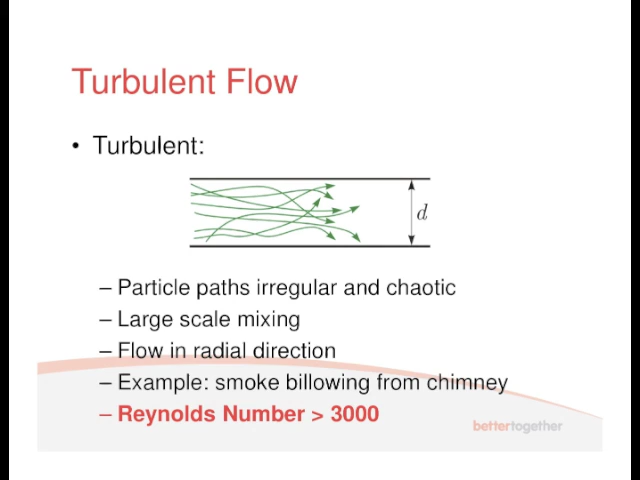 Turbulent Flow
• Turbulent:
d
– Particle paths irregular and chaotic
– Large scale mixing
– Flow in radial direction
– Example: smoke billowing from chimney
– Reynolds Number > 3000
bettertogether